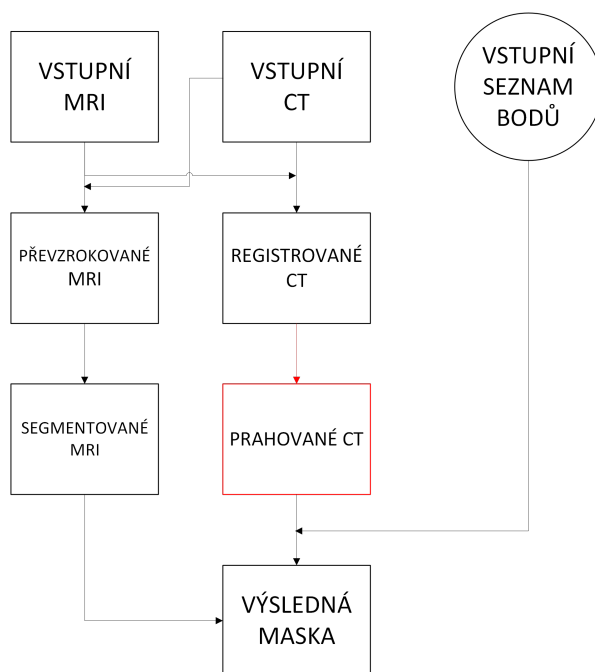 VSTUPNÍ
MRI
VSTUPNÍ
CT
VSTUPNÍ
SEZNAM
BODŮ
PŘEVZROKOVANÉ
MRI
REGISTROVANÉ
CT
SEGMENTOVANÉ
MRI
PRAHOVANÉ CT
VÝSLEDNÁ
MASKA